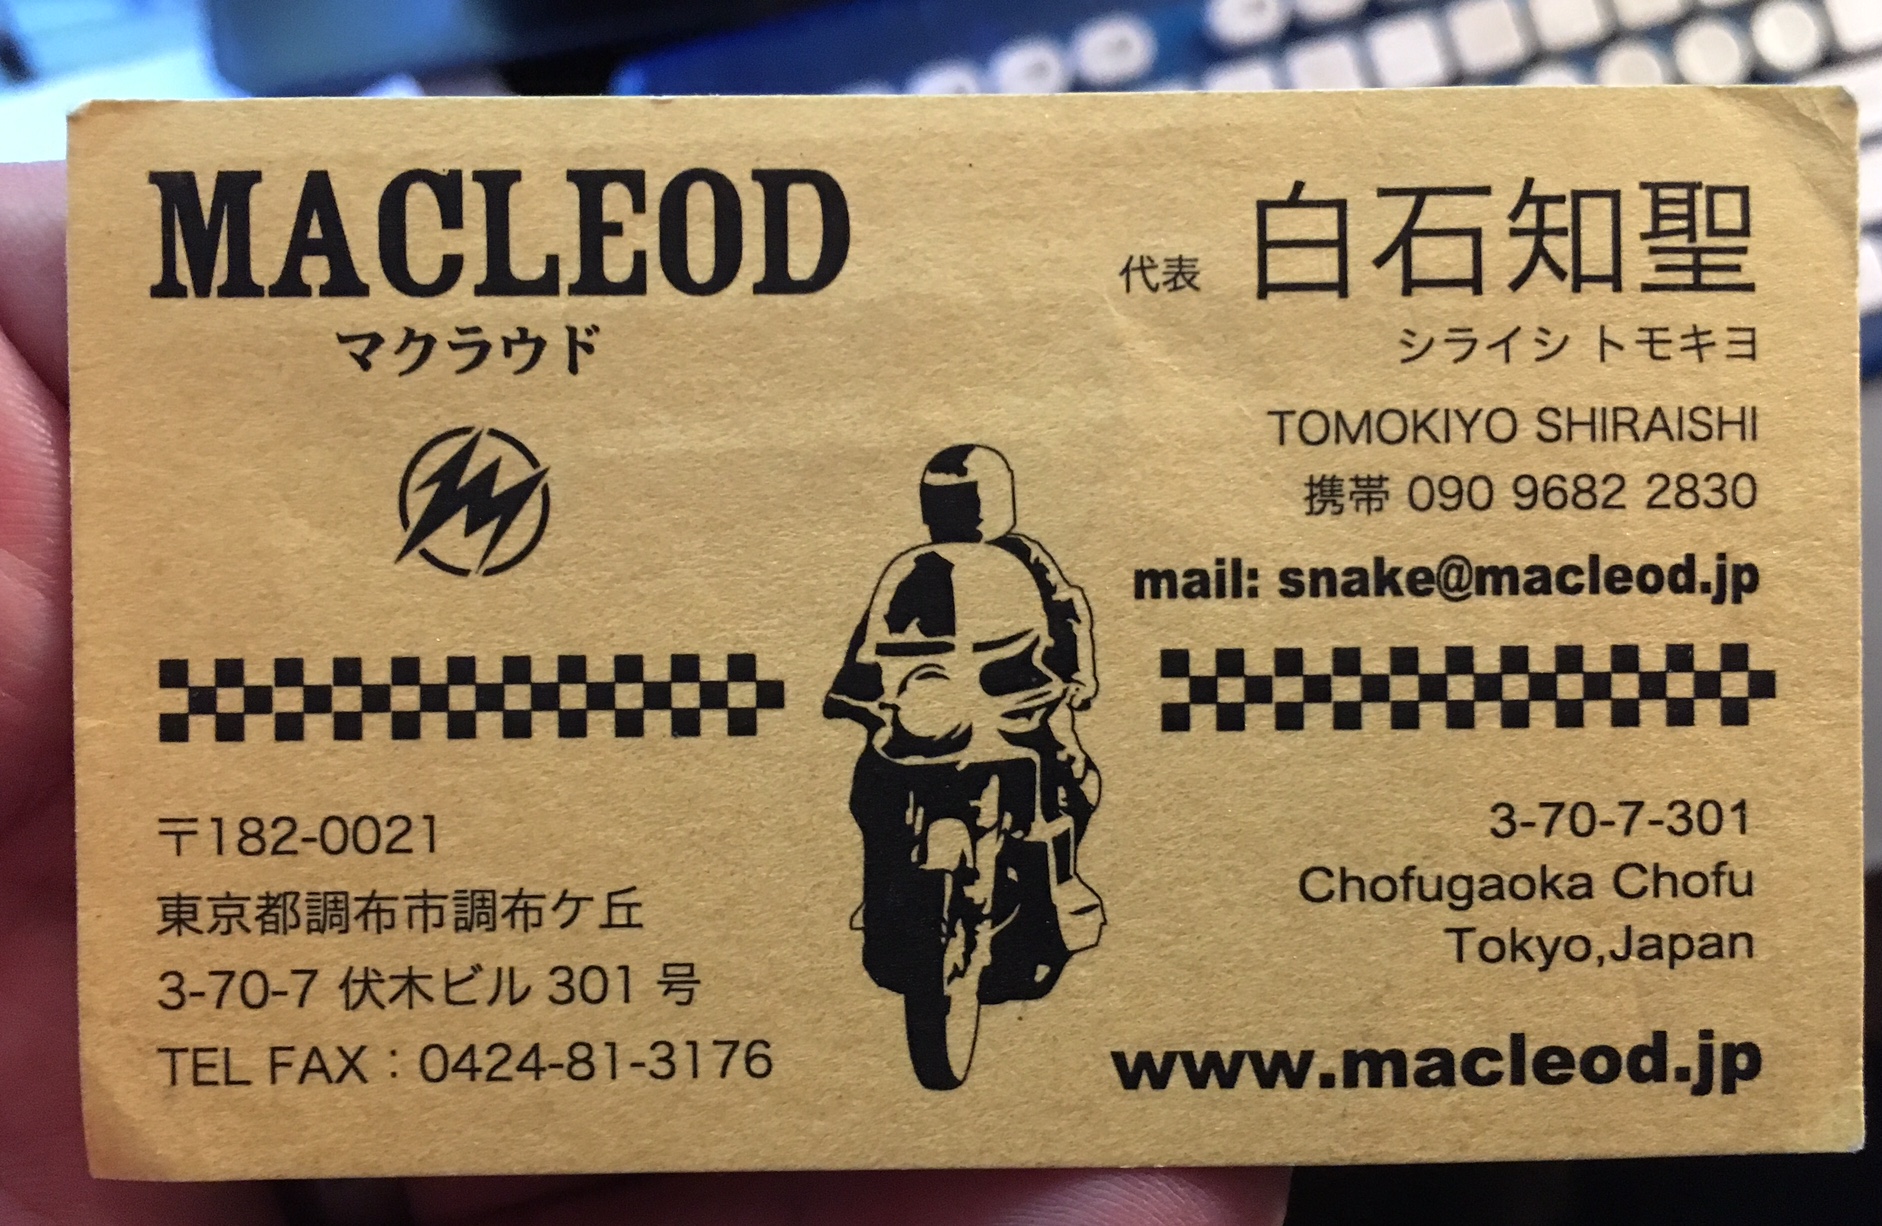 MACLEOD
マクラウド
代表 白石知聖
シライシ トモキヨ
TOMOKIYO SHIRAISHI
携帯 090 9682 2830
mail: snake@macleod.jp
〒182-0021
東京都調布市調布ケ丘
3-70-7 伏木ビル 301 号
TEL FAX：0424-81-3176
3-70-7-301
Chofugaoka Chofu
Tokyo,Japan
www.macleod.jp